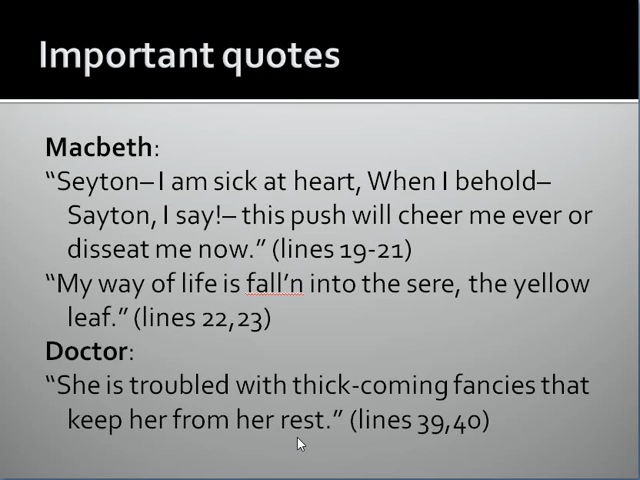 Important quotes
Macbeth:
“Seyton– I am sick at heart, When I behold–
Sayton, I say!– this push will cheer me ever or
disseat me now.” (lines 19-21)
“My way of life is fall’n into the sere, the yellow
leaf.” (lines 22,23)
Doctor:
“She is troubled with thick-coming fancies that
keep her from her rest.” (lines 39,40)